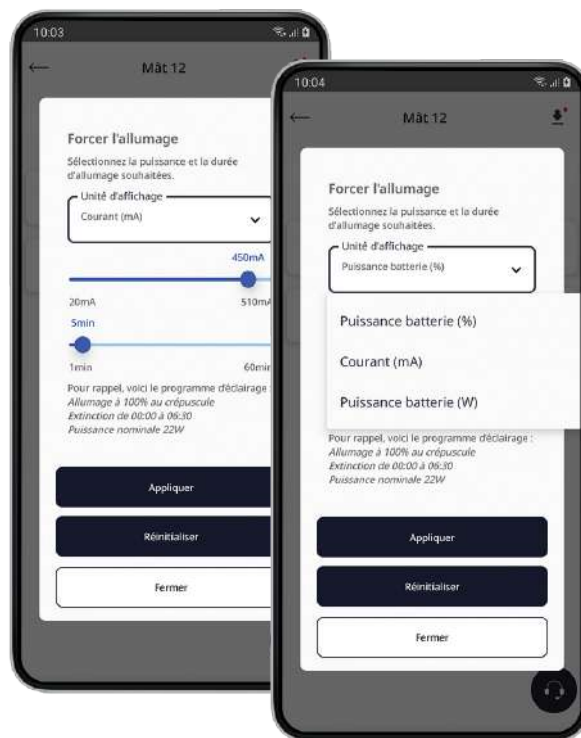 10:03
Mât 12
Forcer l'allumage
Sélectionnez la puissance et la durée
d'allumage souhaitées.
Unité d'affichage
Courant (mA)
450mA
20mA
510mA
5min
1min
60min
Pour rappel, voici le programme d'éclairage :
Allumage à 100% au crépuscule
Extinction de 00:00 à 06:30
Puissance nominale 22W
Appliquer
Réinitialiser
Fermer
10:04
Mât 12
Forcer l'allumage
Sélectionnez la puissance et la durée
d'allumage souhaitées.
Unité d'affichage
Puissance batterie (%)
Puissance batterie (%)
Courant (mA)
Puissance batterie (W)
Pour rappel, voici le programme d'éclairage :
Allumage à 100% au crépuscule
Extinction de 00:00 à 06:30
Puissance nominale 22W
Appliquer
Réinitialiser
Fermer